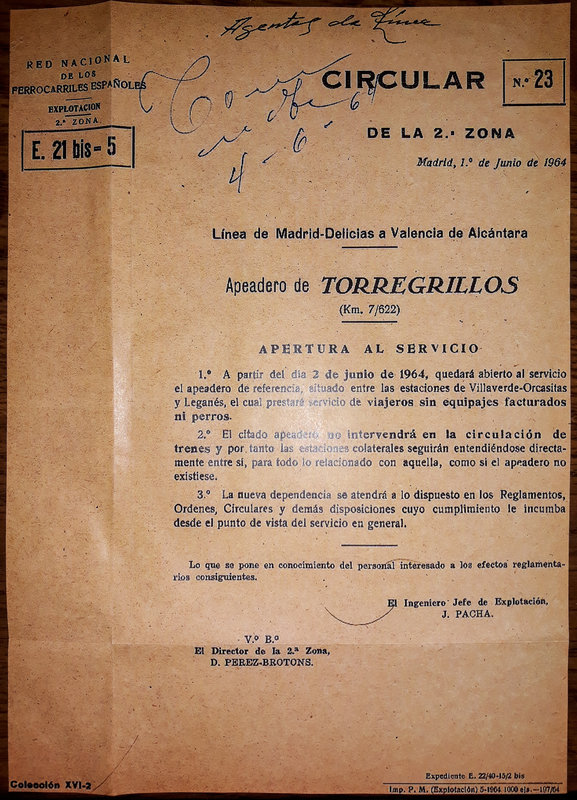 Agentes de Línea
RED NACIONAL
DE LOS
FERROCARRILES ESPAÑOLES
EXPLOTACIÓN
2.ª ZONA.
E. 21 bis-5
4-6-64
CIRCULAR
N.º 23
DE LA 2.ª ZONA
Madrid, 1.º de Junio de 1964
Línea de Madrid-Delicias a Valencia de Alcántara
Apeadero de TORREGRILLOS
(Km. 7/622)
APERTURA AL SERVICIO
1.º A partir del día 2 de junio de 1964, quedará abierto al servicio
el apeadero de referencia, situado entre las estaciones de Villaverde-Orcasitas
y Leganés, el cual prestará servicio de viajeros sin equipajes facturados
ni perros.
2.º El citado apeadero no intervendrá en la circulación de
trenes y por tanto las estaciones colaterales seguirán entendiéndose directa-
mente entre sí, para todo lo relacionado con aquella, como si el apeadero no
existiese.
3.º La nueva dependencia se atendrá a lo dispuesto en los Reglamentos,
Ordenes, Circulares y demás disposiciones cuyo cumplimiento le incumba
desde el punto de vista del servicio en general.
Lo que se pone en conocimiento del personal interesado a los efectos reglamenta-
rios consiguientes.
El Ingeniero Jefe de Explotación,
J. PACHA.
V.º B.º
El Director de la 2.ª Zona,
D. PEREZ-BROTONS.
Colección XVI-2
Expediente E. 22/40-15/2 bis
Imp. P. M. (Explotación) 5-1964 1000 ejs.-197/64